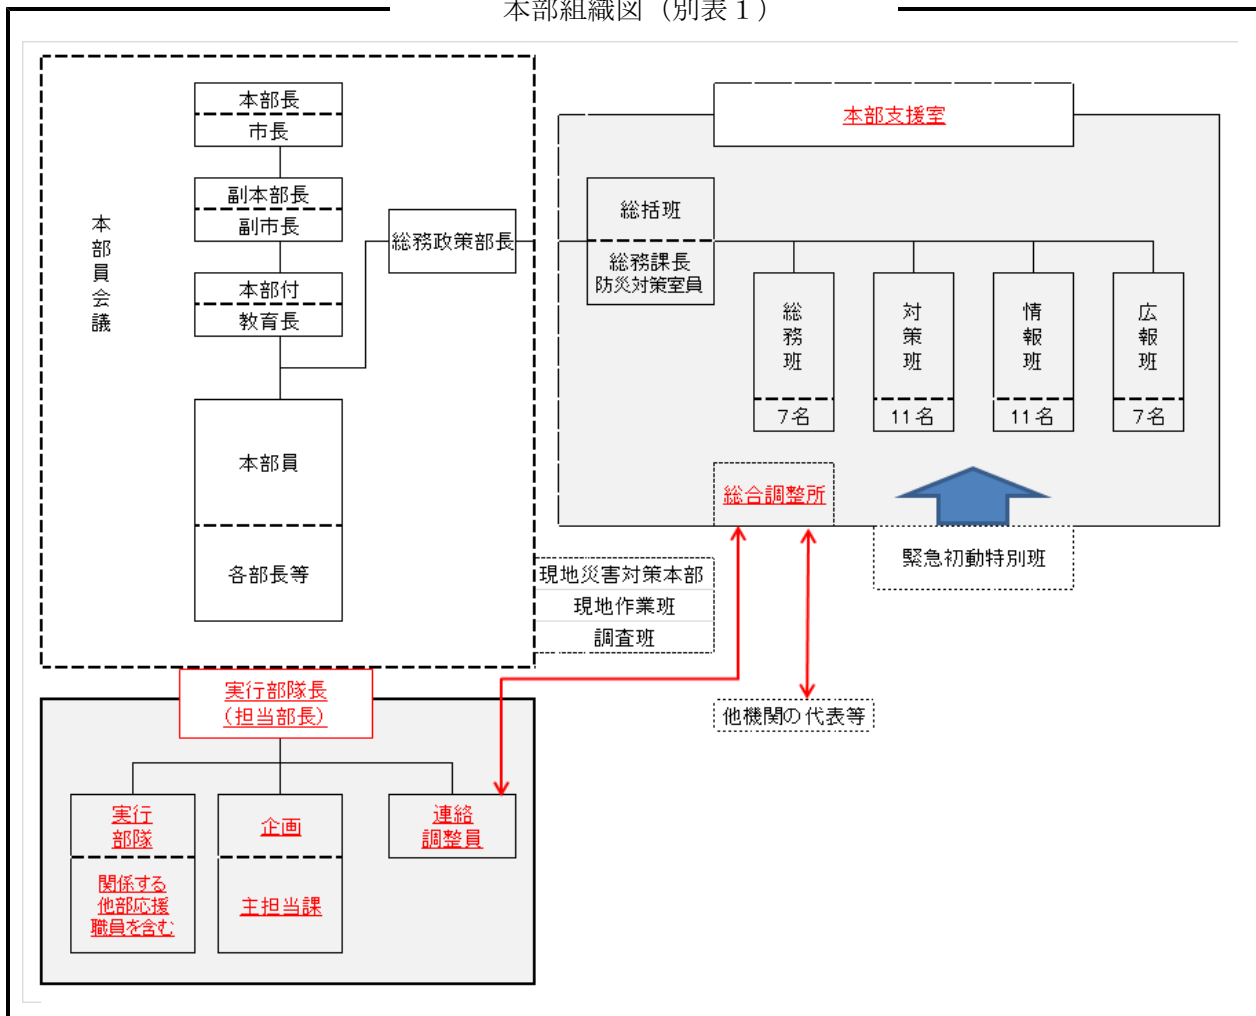 本部組織図（別表１）
本部長
市長
副本部長
副市長
本部付
教育長
総務政策部長
本部員会議
本部員
各部長等
本部支援室
総括班
総務課長
防災対策室員
総務班
7名
対策班
11名
情報班
11名
広報班
7名
総合調整所
緊急初動特別班
現地災害対策本部
現地作業班
調査班
他機関の代表等
実行部隊長
（担当部長）
実行
部隊
関係する
他部応援
職員を含む
企画
主担当課
連絡
調整員